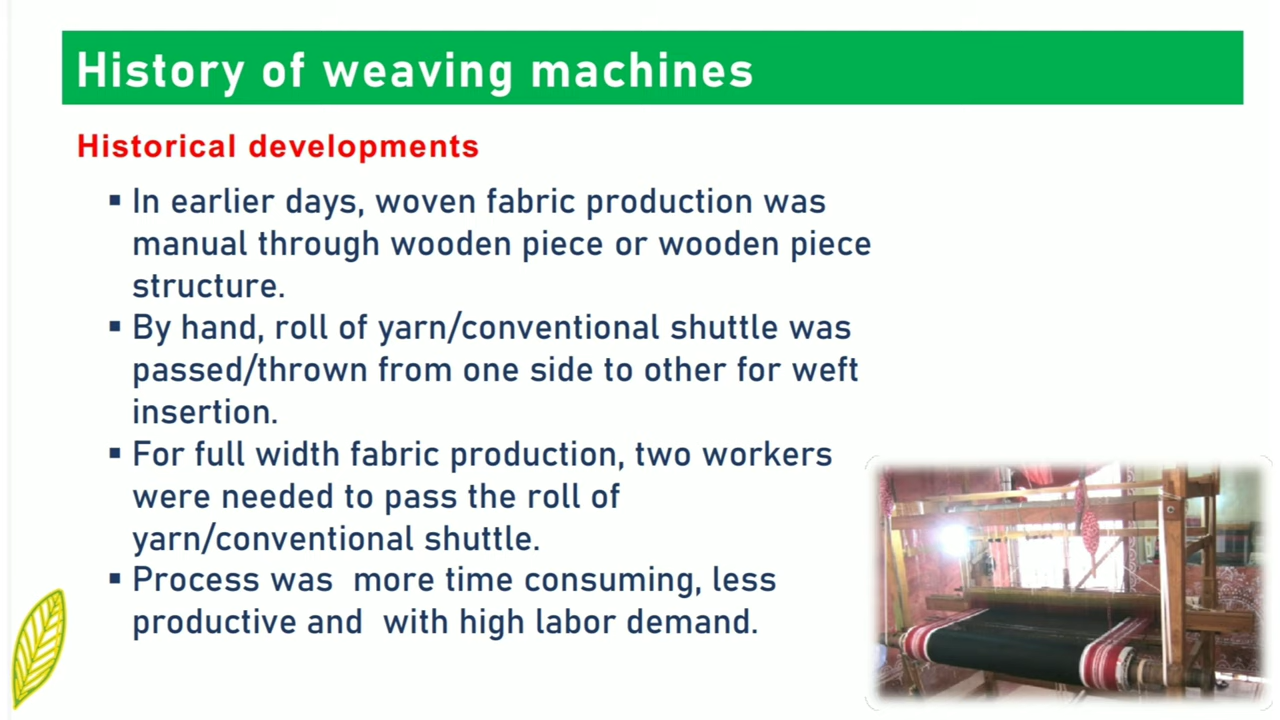 History of weaving machines
Historical developments
▪ In earlier days, woven fabric production was
manual through wooden piece or wooden piece
structure.
▪ By hand, roll of yarn/conventional shuttle was
passed/thrown from one side to other for weft
insertion.
▪ For full width fabric production, two workers
were needed to pass the roll of
yarn/conventional shuttle.
▪ Process was  more time consuming, less
productive and  with high labor demand.